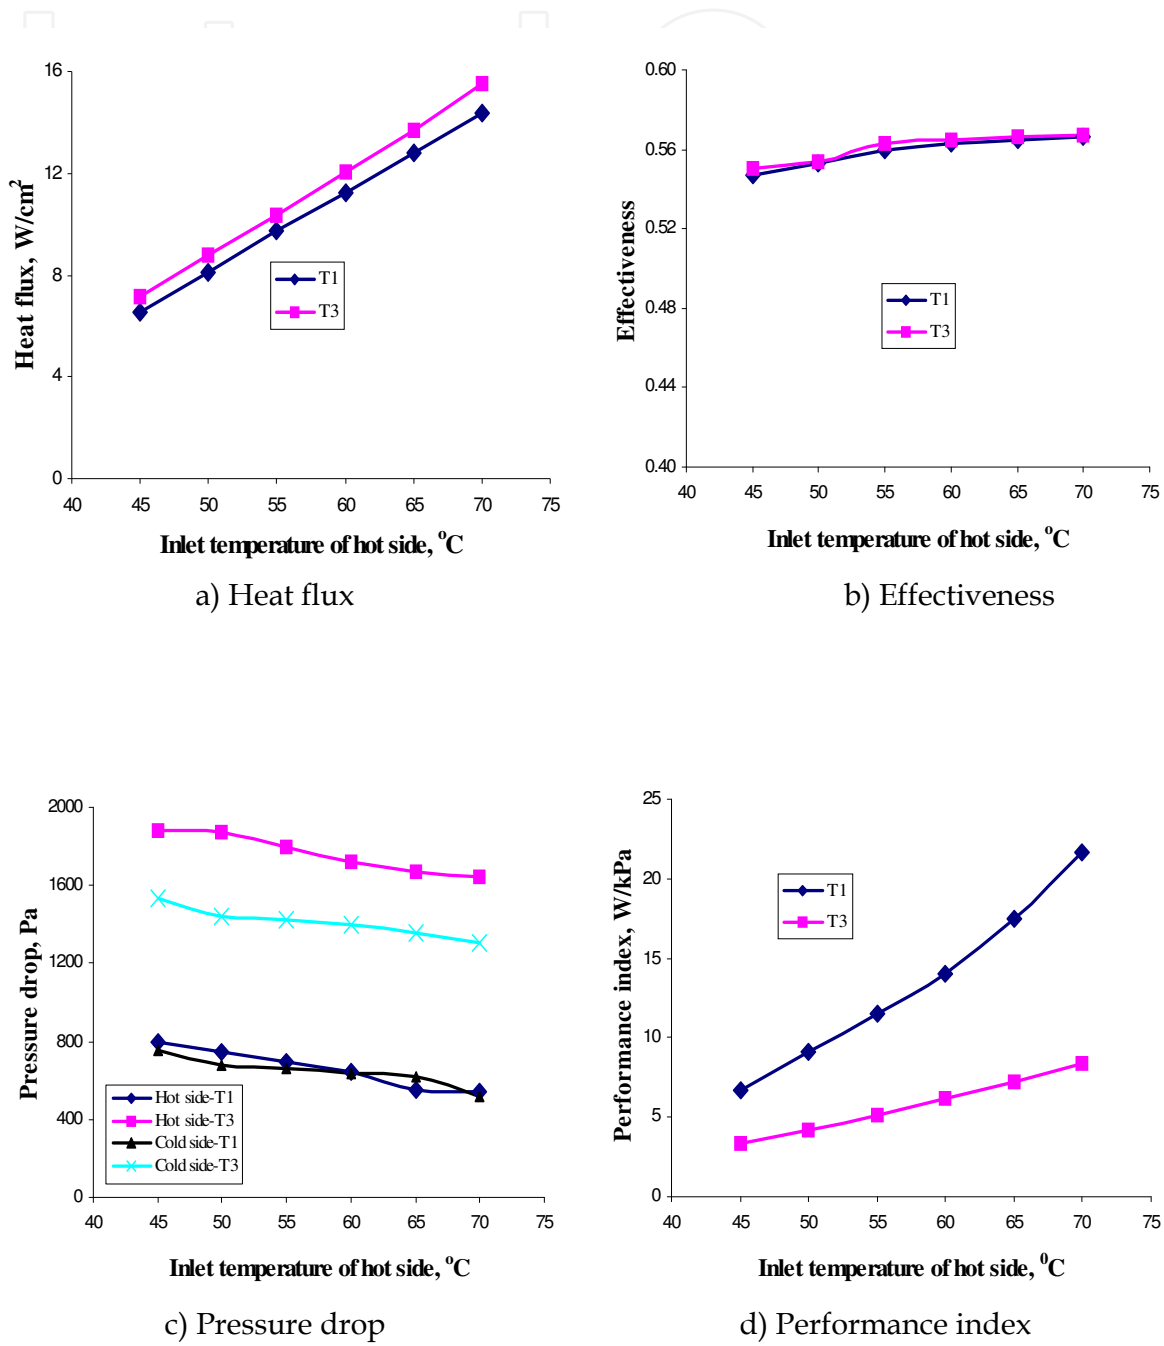 16
12
8
4
0
40 45 50 55 60 65 70 75
Heat flux, W/cm²
T1
T3
Inlet temperature of hot side, °C
a) Heat flux
0.60
0.56
0.52
0.48
0.44
0.40
40 45 50 55 60 65 70 75
Effectiveness
T1
T3
Inlet temperature of hot side, °C
b) Effectiveness
2000
1600
1200
800
400
0
40 45 50 55 60 65 70 75
Pressure drop, Pa
Hot side-T1
Hot side-T3
Cold side-T1
Cold side-T3
Inlet temperature of hot side, °C
c) Pressure drop
25
20
15
10
5
0
40 45 50 55 60 65 70 75
Performance index, W/kPa
T1
T3
Inlet temperature of hot side, ⁰C
d) Performance index